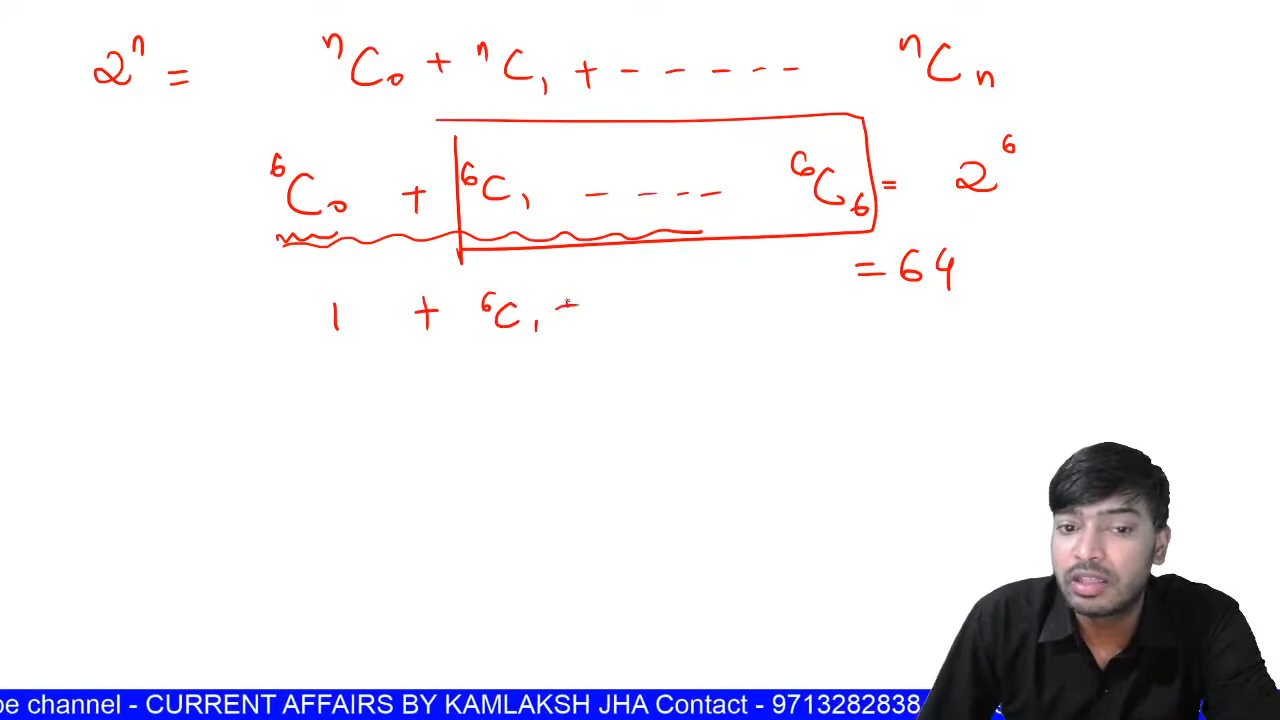 2ⁿ = ⁿC₀ + ⁿC₁ + ----- ⁿCₙ
⁶C₀ + ⁶C₁ ---- ⁶C₆ = 2⁶
= 64
1 + ⁶C₁ +
be channel - CURRENT AFFAIRS BY KAMLAKSH JHA Contact - 9713282838